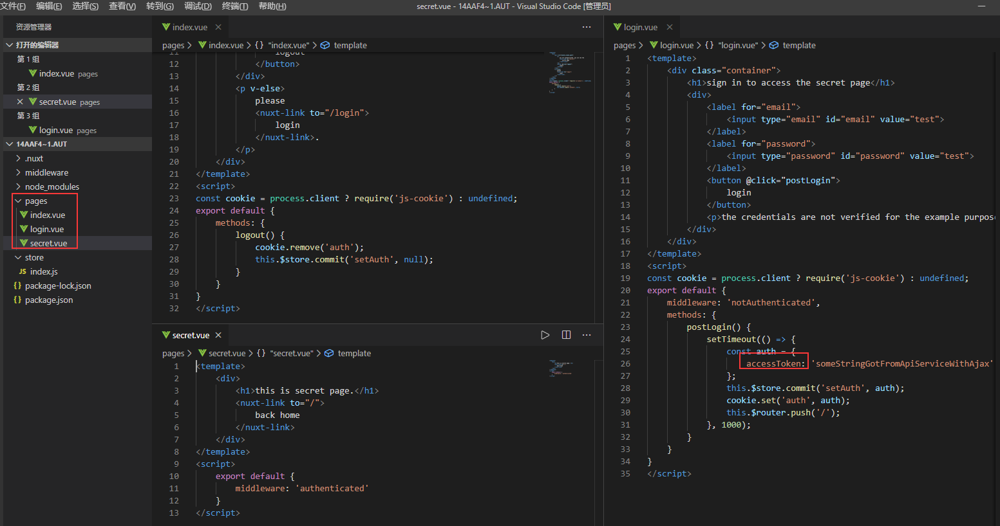 文件(F) 编辑(E) 选择(S) 查看(V) 转到(G) 调试(D) 终端(T) 帮助(H) secret.vue - 14AAF4~1.AUT - Visual Studio Code [管理员]
资源管理器
打开的编辑器
第 1 组
index.vue pages
第 2 组
secret.vue pages
第 3 组
login.vue pages
14AAF4~1.AUT
.nuxt
middleware
node_modules
pages
index.vue
login.vue
secret.vue
store
JS index.js
{} package-lock.json
{} package.json
index.vue
pages > index.vue > {} "index.vue" > template
11 logout
12 </button>
13 </div>
14 <p v-else>
15 please
16 <nuxt-link to="/login">
17 login
18 </nuxt-link>.
19 </p>
20 </div>
21 </template>
22 <script>
23 const cookie = process.client ? require('js-cookie') : undefined;
24 export default {
25 methods: {
26 logout() {
27 cookie.remove('auth');
28 this.$store.commit('setAuth', null);
29 }
30 }
31 }
32 </script>
secret.vue
pages > secret.vue > {} "secret.vue" > template
1 <template>
2 <div>
3 <h1>this is secret page.</h1>
4 <nuxt-link to="/">
5 back home
6 </nuxt-link>
7 </div>
8 </template>
9 <script>
10 export default {
11 middleware: 'authenticated'
12 }
13 </script>
login.vue
pages > login.vue > {} "login.vue" > template
1 <template>
2 <div class="container">
3 <h1>sign in to access the secret page</h1>
4 <div>
5 <label for="email">
6 <input type="email" id="email" value="test">
7 </label>
8 <label for="password">
9 <input type="password" id="password" value="test">
10 </label>
11 <button @click="postLogin">
12 login
13 </button>
14 <p>the credentials are not verified for the example purpose
15 </div>
16 </div>
17 </template>
18 <script>
19 const cookie = process.client ? require('js-cookie') : undefined;
20 export default {
21 middleware: 'notAuthenticated',
22 methods: {
23 postLogin() {
24 setTimeout(() => {
25 const auth = {
26 accessToken: 'someStringGotFromApiServiceWithAjax'
27 };
28 this.$store.commit('setAuth', auth);
29 cookie.set('auth', auth);
30 this.$router.push('/');
31 }, 1000);
32 }
33 }
34 }
35 </script>